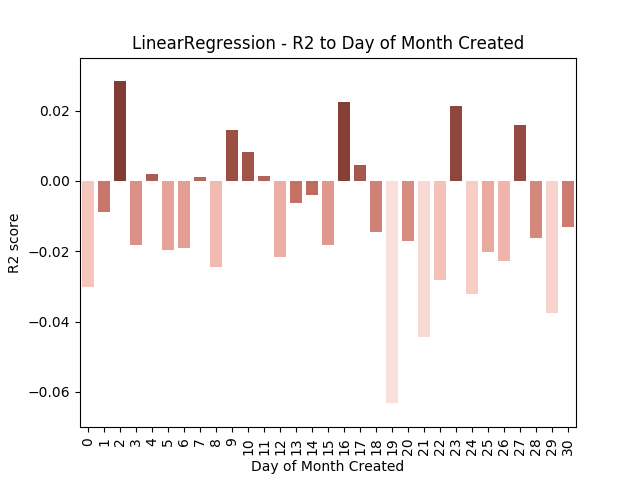 LinearRegression - R2 to Day of Month Created
R2 score
0.02
0.00
−0.02
−0.04
−0.06
0 1 2 3 4 5 6 7 8 9 10 11 12 13 14 15 16 17 18 19 20 21 22 23 24 25 26 27 28 29 30
Day of Month Created